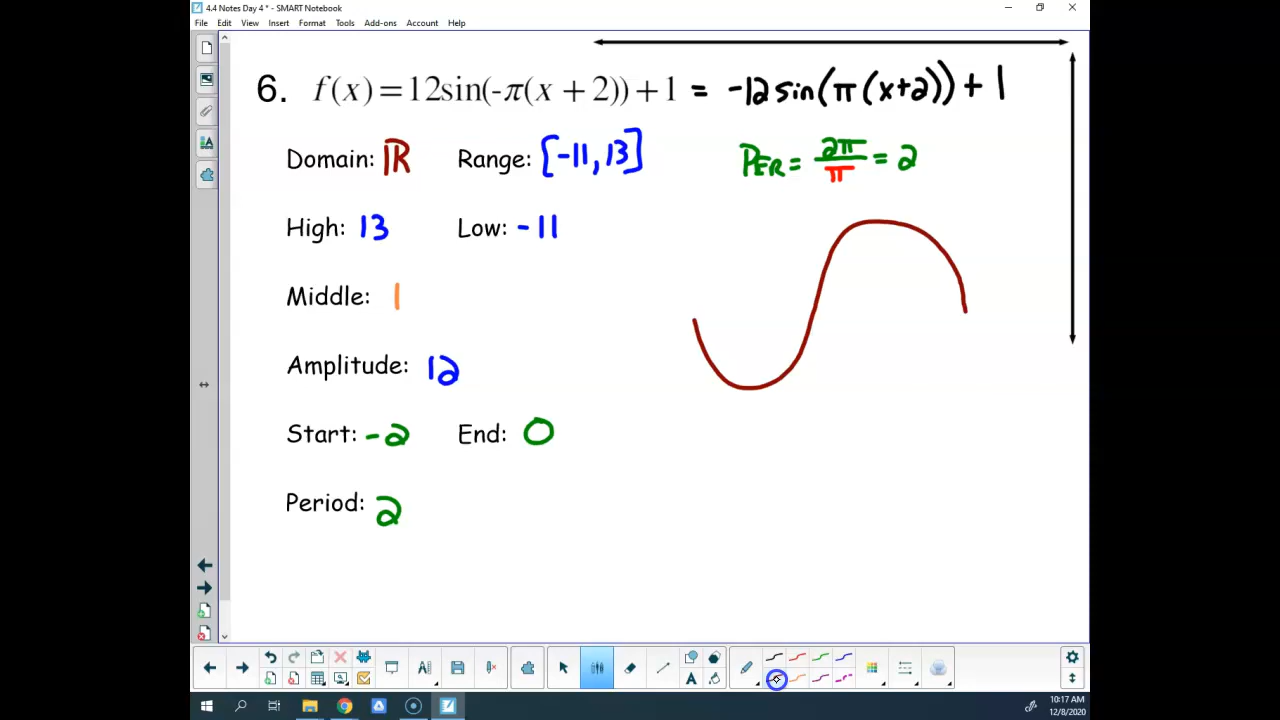 4.4 Notes Day 4 * - SMART Notebook
File Edit View Insert Format Tools Add-ons Account Help
6. f(x)=12sin(-π(x+2))+1 = -12sin(π(x+2))+1
Domain: ℝ Range: [-11,13] PER = 2π/π = 2
High: 13 Low: -11
Middle: 1
Amplitude: 12
Start: -2 End: 0
Period: 2
10:17 AM
12/8/2020